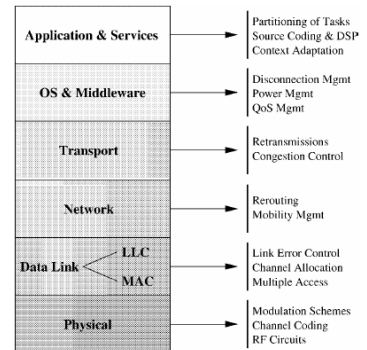 Application & Services
Partitioning of Tasks
Source Coding & DSP
Context Adaptation
OS & Middleware
Disconnection Mgmt
Power Mgmt
QoS Mgmt
Transport
Retransmissions
Congestion Control
Network
Rerouting
Mobility Mgmt
Data Link
LLC
MAC
Link Error Control
Channel Allocation
Multiple Access
Physical
Modulation Schemes
Channel Coding
RF Circuits